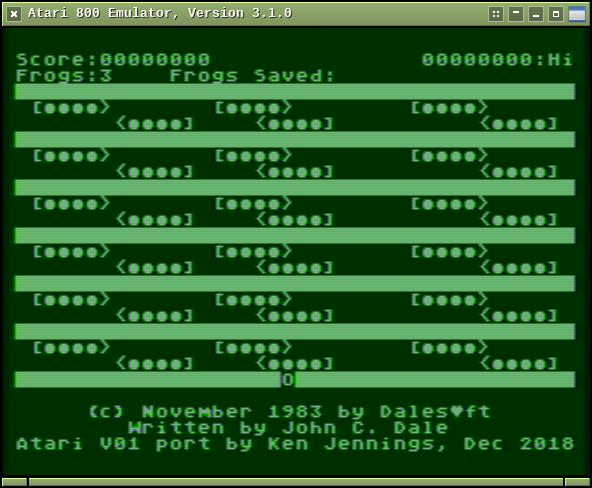 Atari 800 Emulator, Version 3.1.0
Score:00000000 00000000:Hi
Frogs:3 Frogs Saved:
[●●●●> [●●●●> [●●●●>
<●●●●] <●●●●] <●●●●]
[●●●●> [●●●●> [●●●●>
<●●●●] <●●●●] <●●●●]
[●●●●> [●●●●> [●●●●>
<●●●●] <●●●●] <●●●●]
[●●●●> [●●●●> [●●●●>
<●●●●] <●●●●] <●●●●]
[●●●●> [●●●●> [●●●●>
<●●●●] <●●●●] <●●●●]
[●●●●> [●●●●> [●●●●>
<●●●●] <●●●●] <●●●●]
O
(c) November 1983 by Dales♥ft
Written by John C. Dale
Atari V01 port by Ken Jennings, Dec 2018